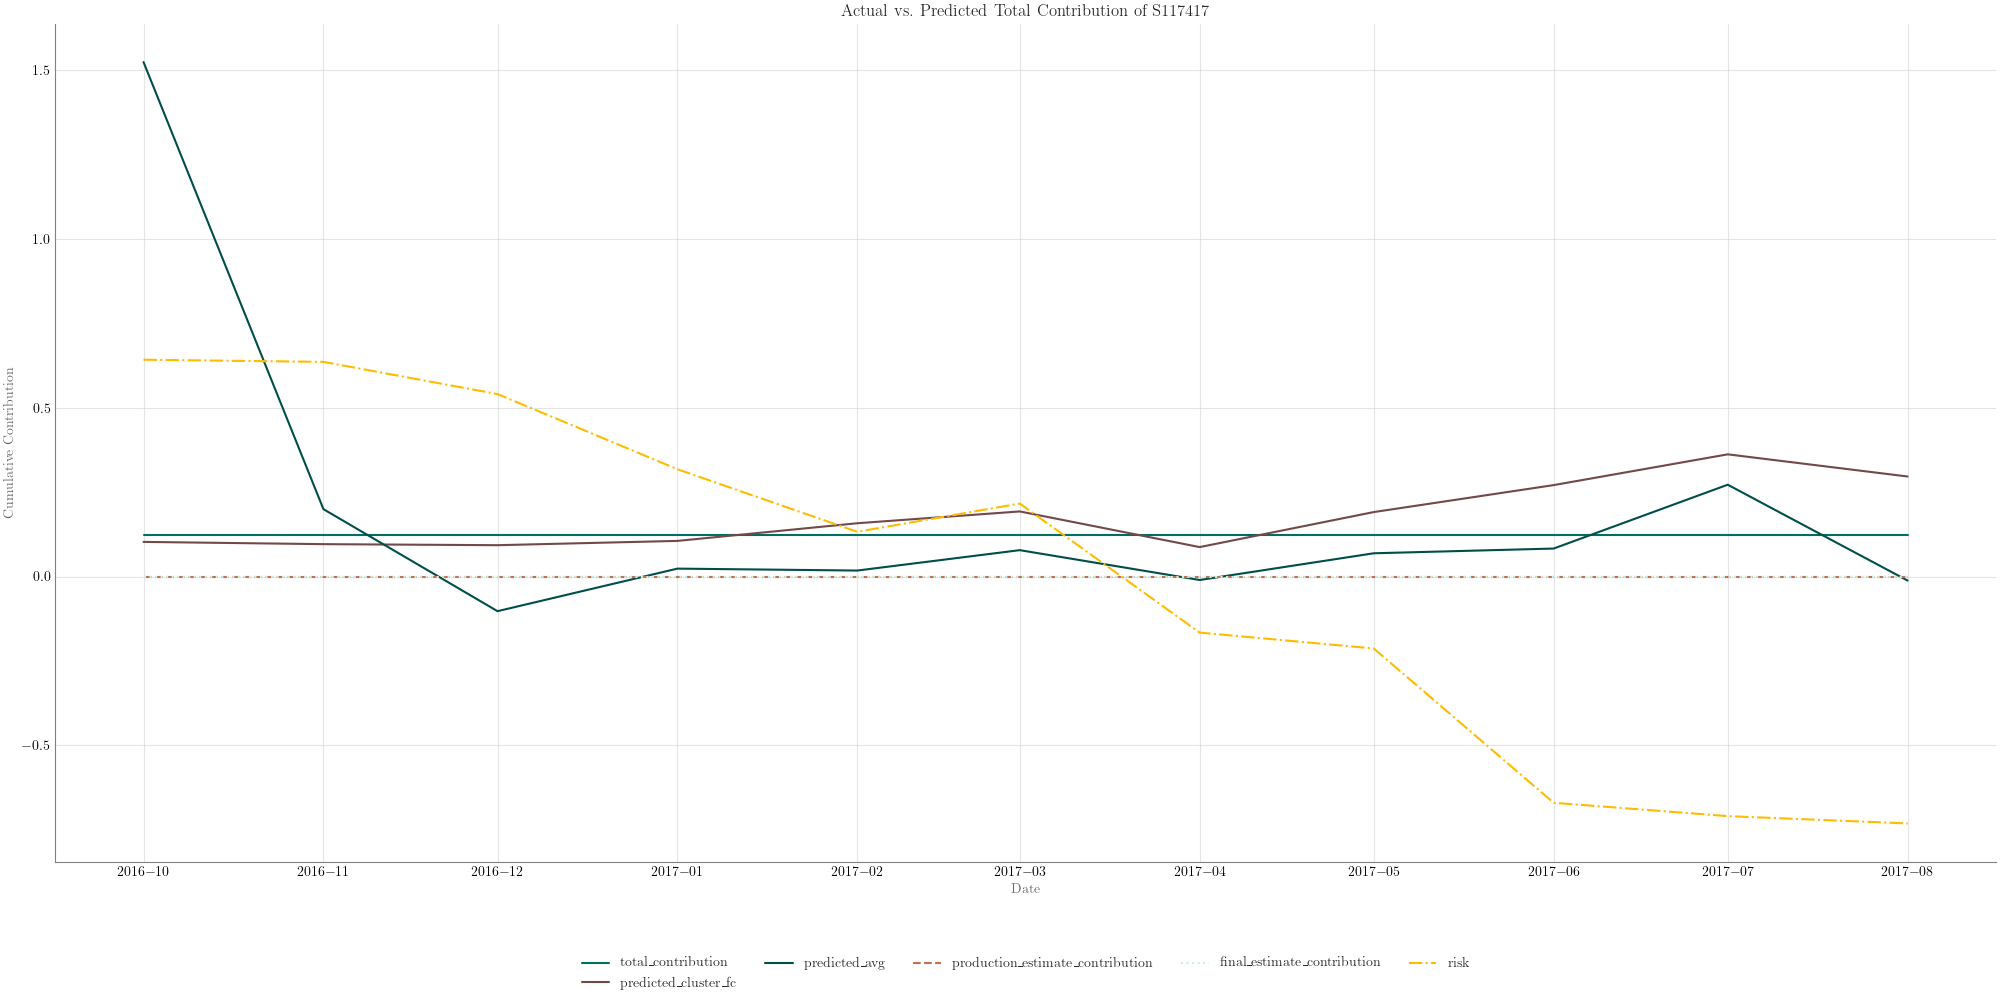 Actual vs. Predicted Total Contribution of S117417
Cumulative Contribution
1.5
1.0
0.5
0.0
−0.5
2016−10 2016−11 2016−12 2017−01 2017−02 2017−03 2017−04 2017−05 2017−06 2017−07 2017−08
Date
total_contribution predicted_avg production_estimate_contribution final_estimate_contribution risk
predicted_cluster_fc